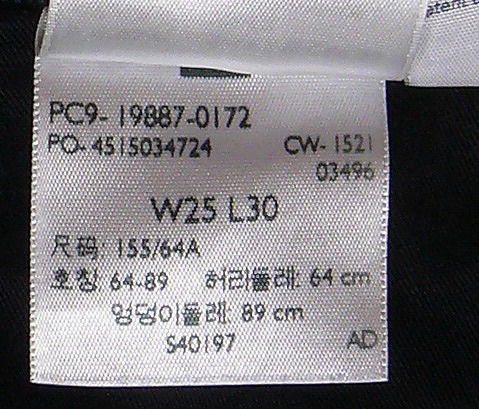 PC9- 19887-0172
PO- 4515034724 CW- 1521
03496
W25 L30
尺码: 155/64A
호칭: 64-89 허리둘레: 64 cm
엉덩이둘레: 89 cm
S40197 AD